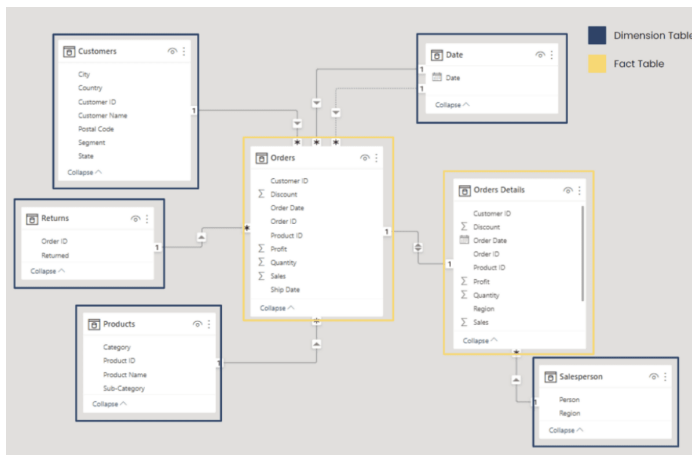 Customers
City
Country
Customer ID
Customer Name
Postal Code
Segment
State
Collapse
1
Date
1
Date
1
Collapse
Dimension Table
Fact Table
* * *
Orders
Customer ID
Σ Discount
Order Date
Order ID
Product ID
Σ Profit
Σ Quantity
Σ Sales
Ship Date
Collapse
*
1
*
Returns
Order ID
Returned
Collapse
1
Orders Details
Customer ID
Σ Discount
Order Date
Order ID
Product ID
Σ Profit
Σ Quantity
Region
Σ Sales
Collapse
1
*
Products
Category
Product ID
Product Name
Sub-Category
Collapse
1
Salesperson
Person
Region
Collapse
1